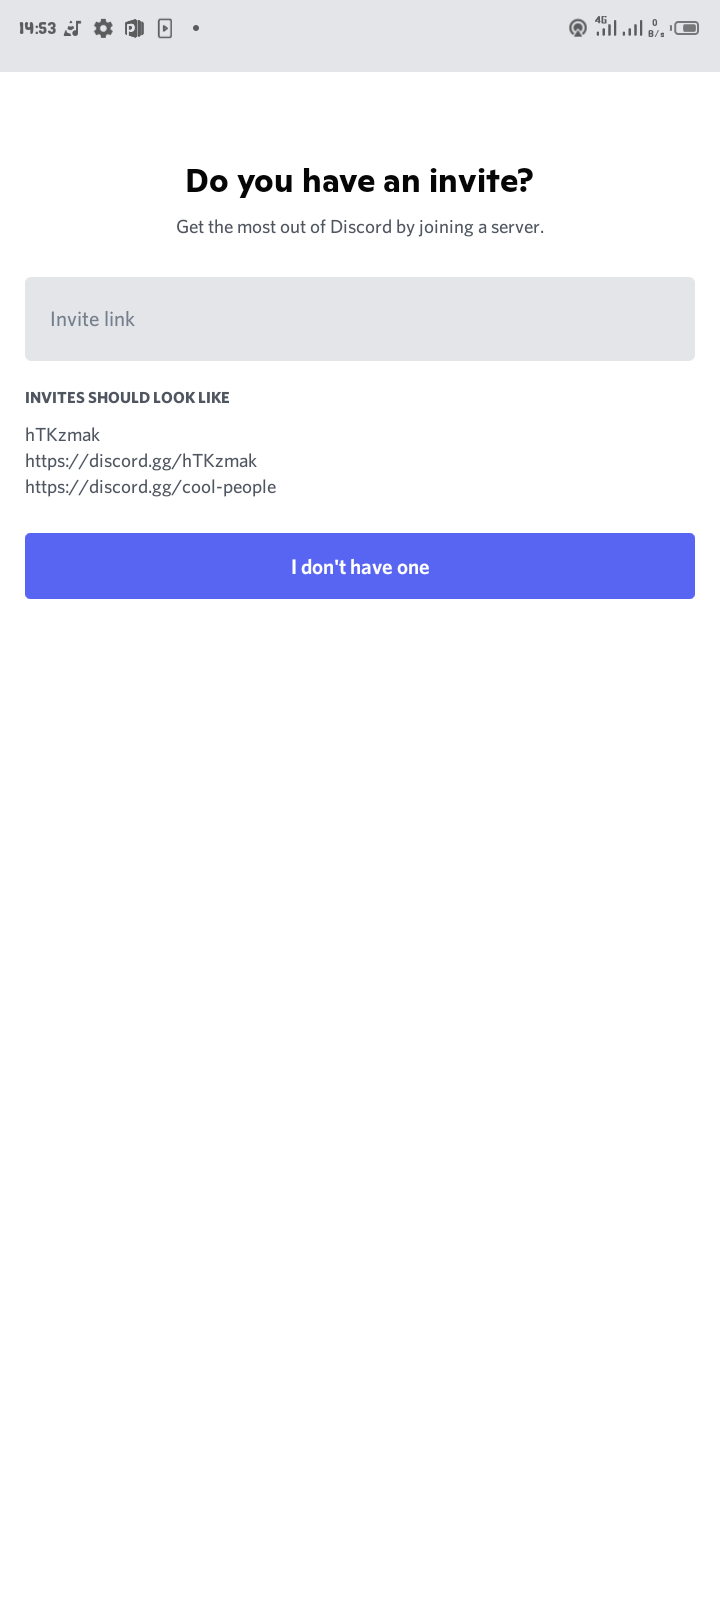 14:53
4G
0
B/s
Do you have an invite?
Get the most out of Discord by joining a server.
Invite link
INVITES SHOULD LOOK LIKE
hTKzmak
https://discord.gg/hTKzmak
https://discord.gg/cool-people
I don't have one